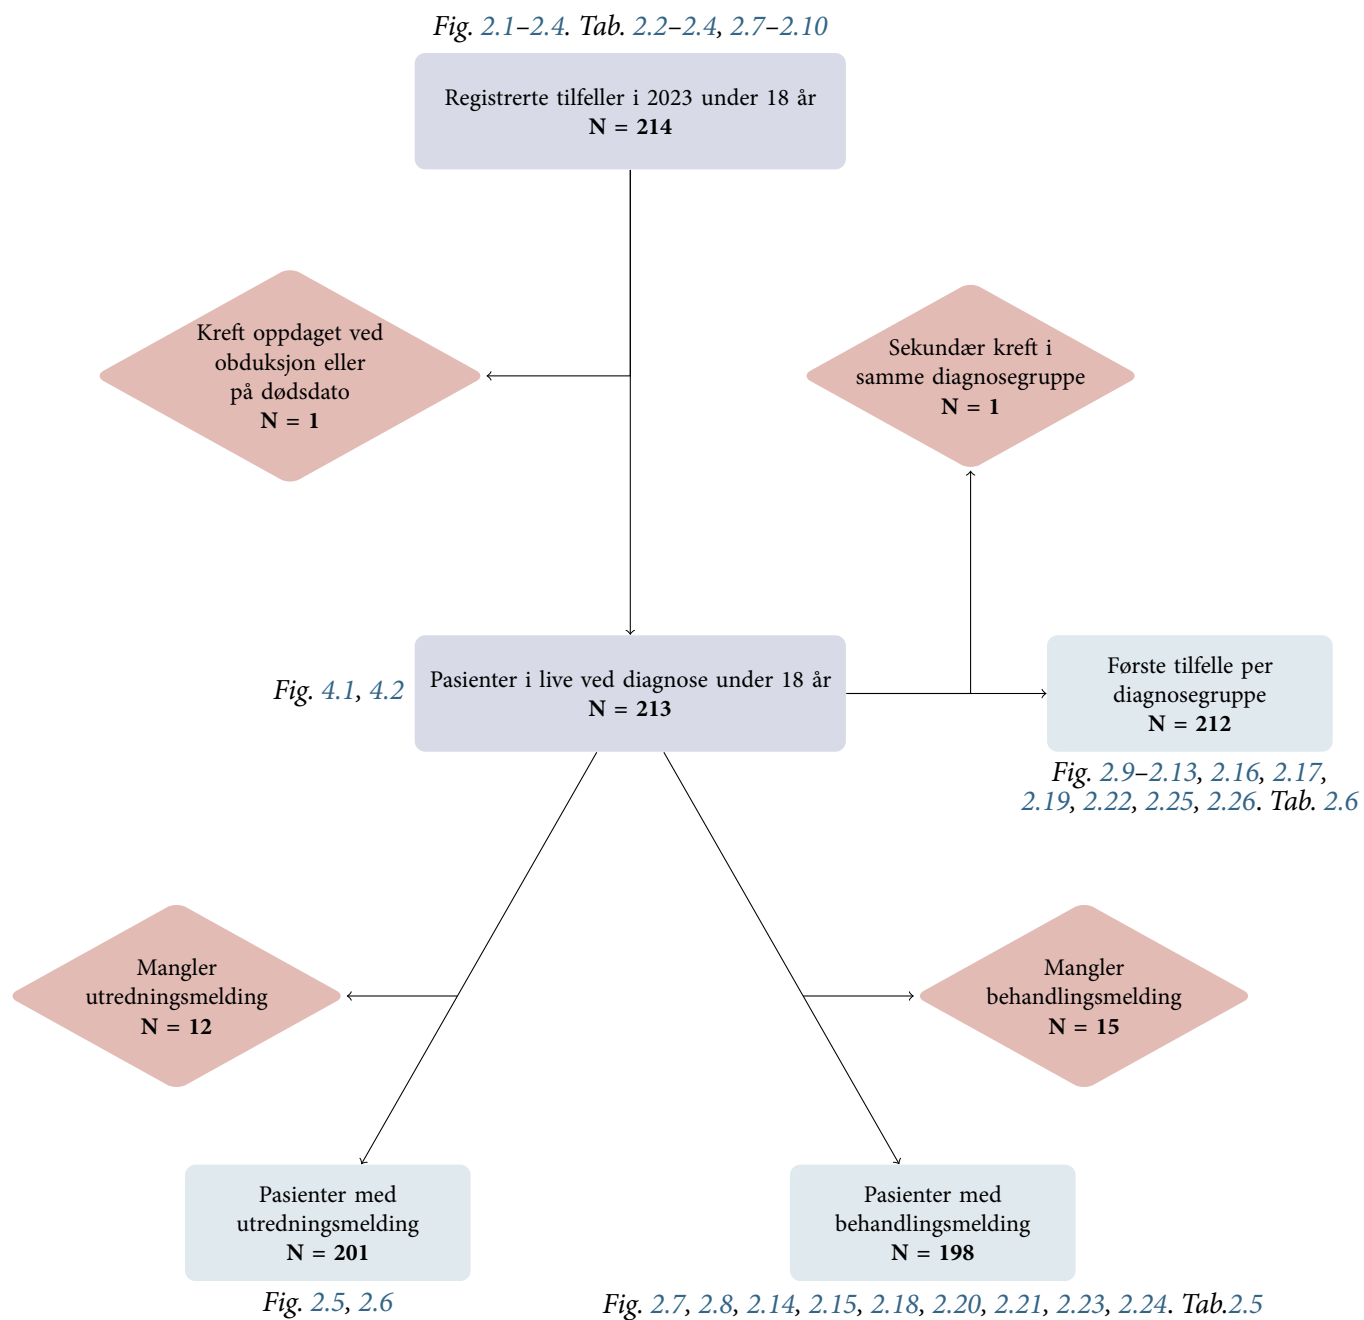 Fig. 2.1–2.4. Tab. 2.2–2.4, 2.7–2.10
Registrerte tilfeller i 2023 under 18 år
N = 214
Kreft oppdaget ved
obduksjon eller
på dødsdato
N = 1
Sekundær kreft i
samme diagnosegruppe
N = 1
Fig. 4.1, 4.2
Pasienter i live ved diagnose under 18 år
N = 213
Første tilfelle per
diagnosegruppe
N = 212
Fig. 2.9–2.13, 2.16, 2.17,
2.19, 2.22, 2.25, 2.26. Tab. 2.6
Mangler
utredningsmelding
N = 12
Mangler
behandlingsmelding
N = 15
Pasienter med
utredningsmelding
N = 201
Fig. 2.5, 2.6
Pasienter med
behandlingsmelding
N = 198
Fig. 2.7, 2.8, 2.14, 2.15, 2.18, 2.20, 2.21, 2.23, 2.24. Tab.2.5